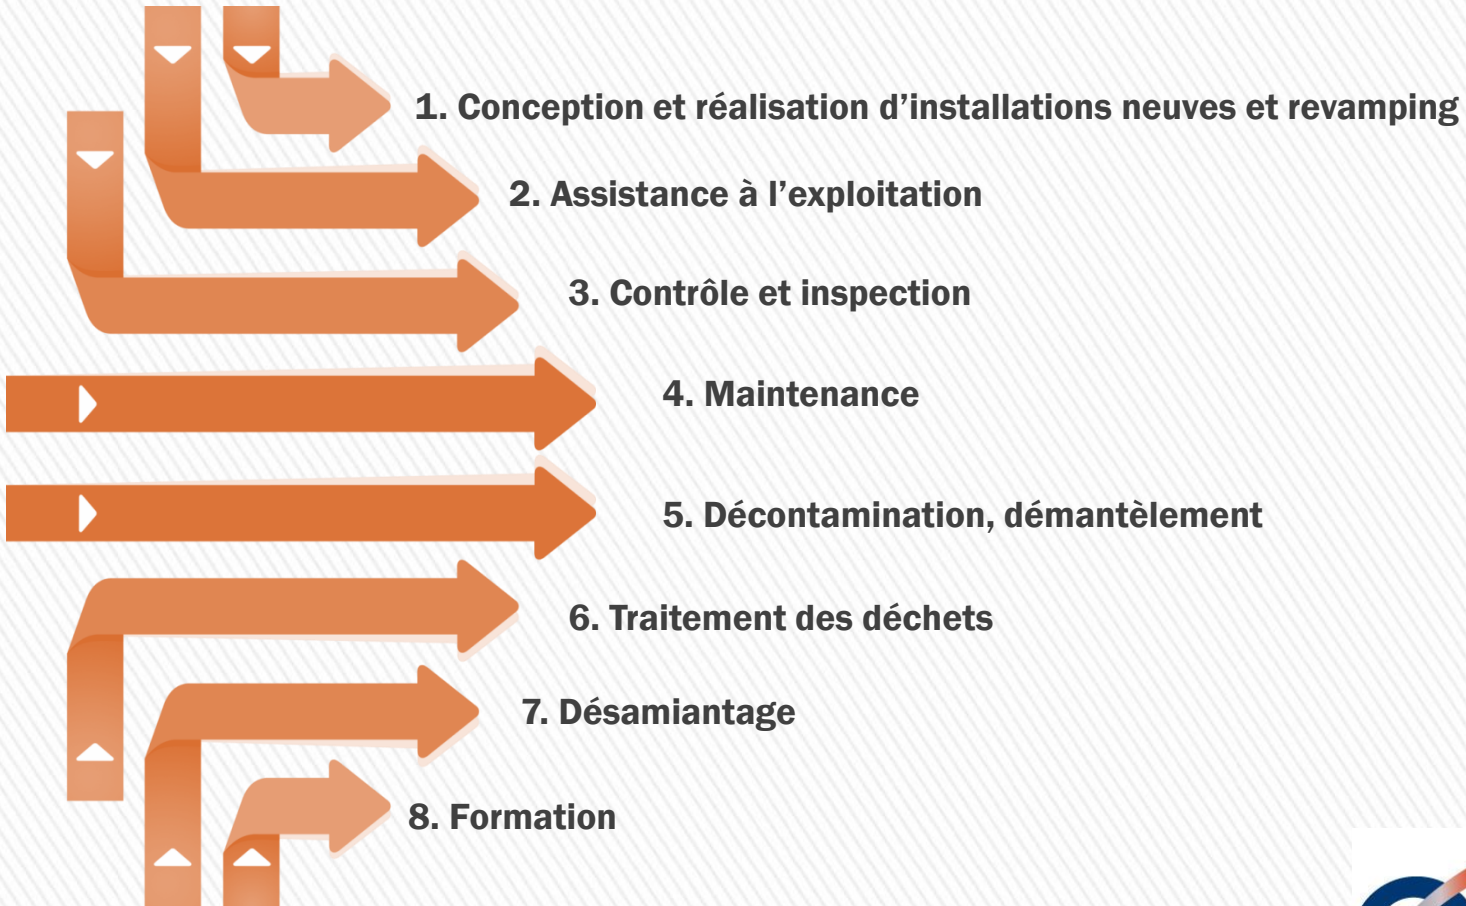 1. Conception et réalisation d’installations neuves et revamping
2. Assistance à l’exploitation
3. Contrôle et inspection
4. Maintenance
5. Décontamination, démantèlement
6. Traitement des déchets
7. Désamiantage
8. Formation